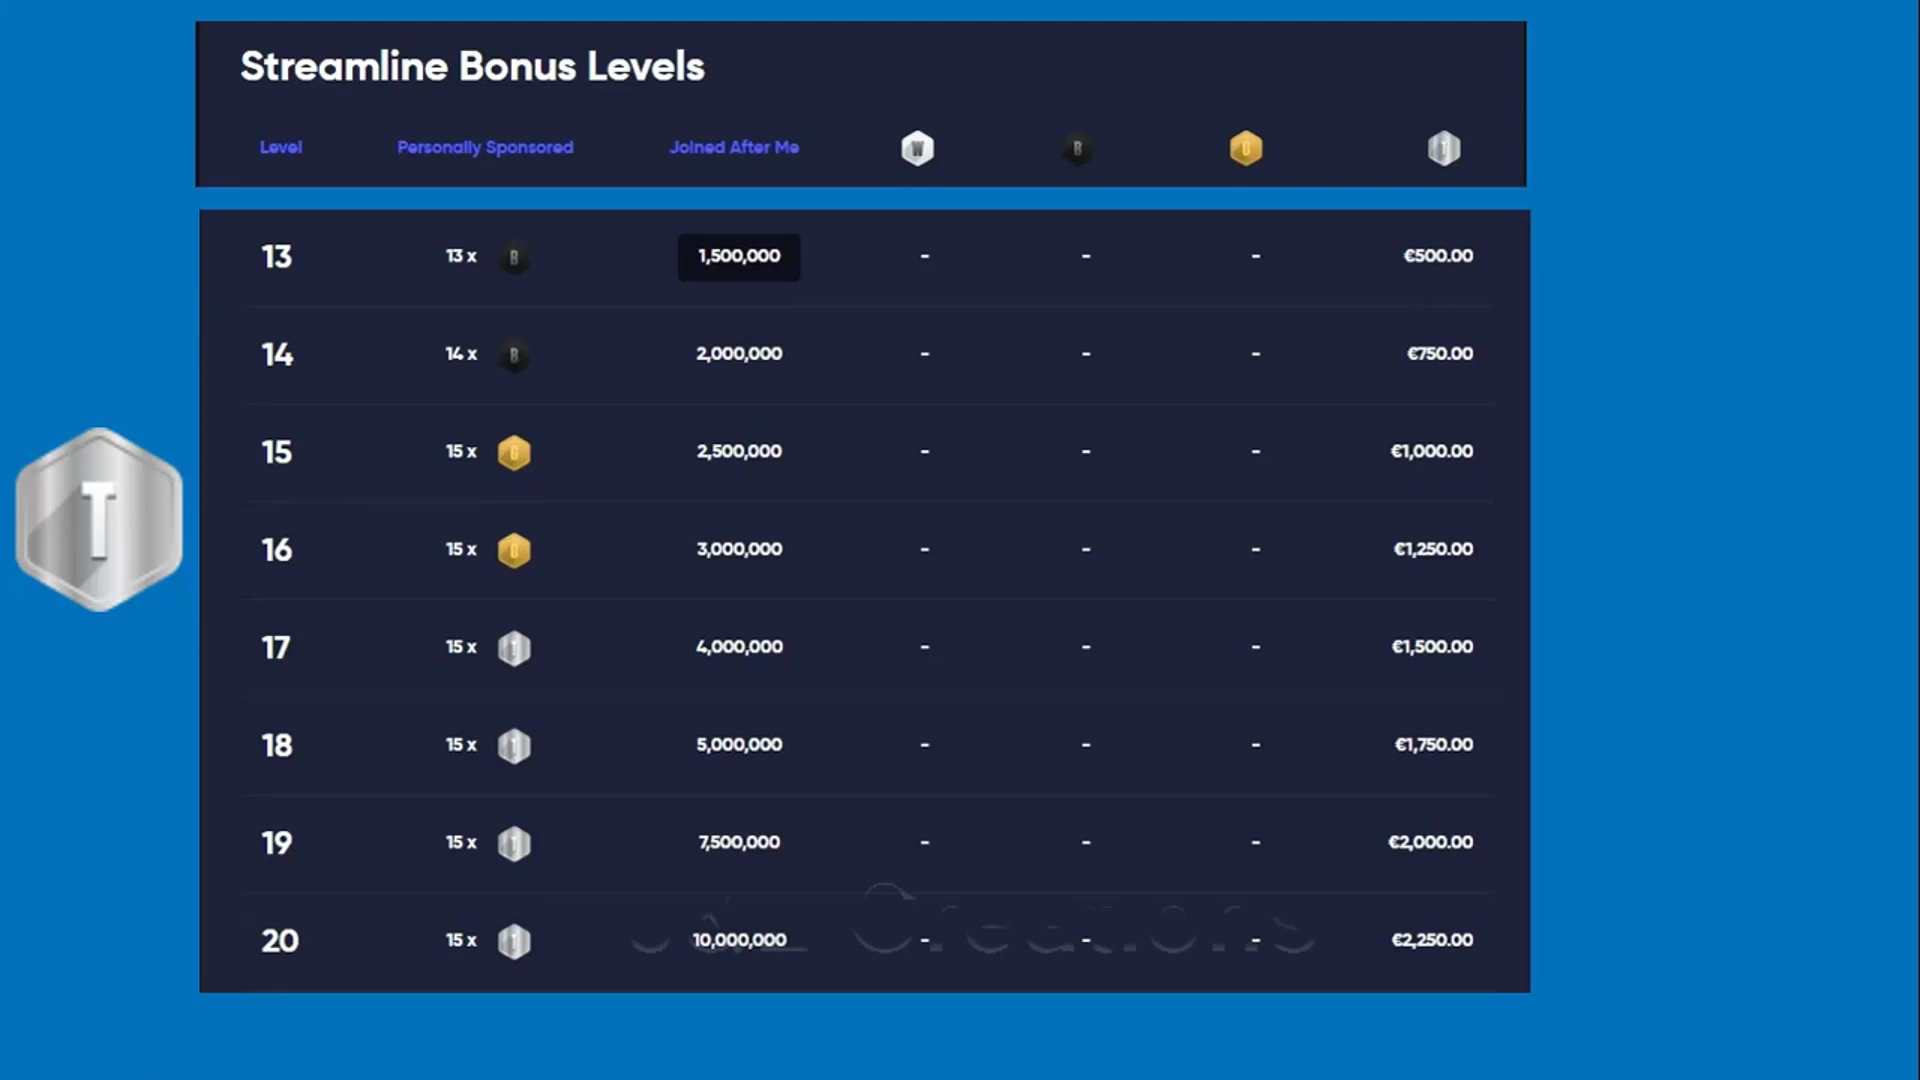 Streamline Bonus Levels
Level Personally Sponsored Joined After Me W B G T
13 13 x B 1,500,000 - - - €500.00
14 14 x B 2,000,000 - - - €750.00
15 15 x G 2,500,000 - - - €1,000.00
T
16 15 x G 3,000,000 - - - €1,250.00
17 15 x T 4,000,000 - - - €1,500.00
18 15 x T 5,000,000 - - - €1,750.00
19 15 x T 7,500,000 - - - €2,000.00
20 15 x T 10,000,000 - - - €2,250.00
Creations